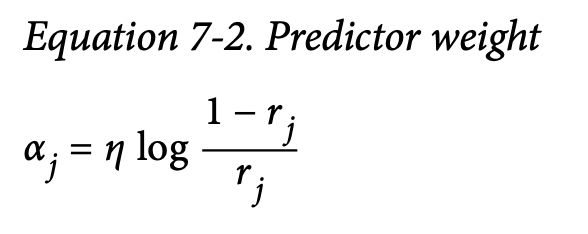 Equation 7-2. Predictor weight
α_j = η log (1 − r_j) / r_j